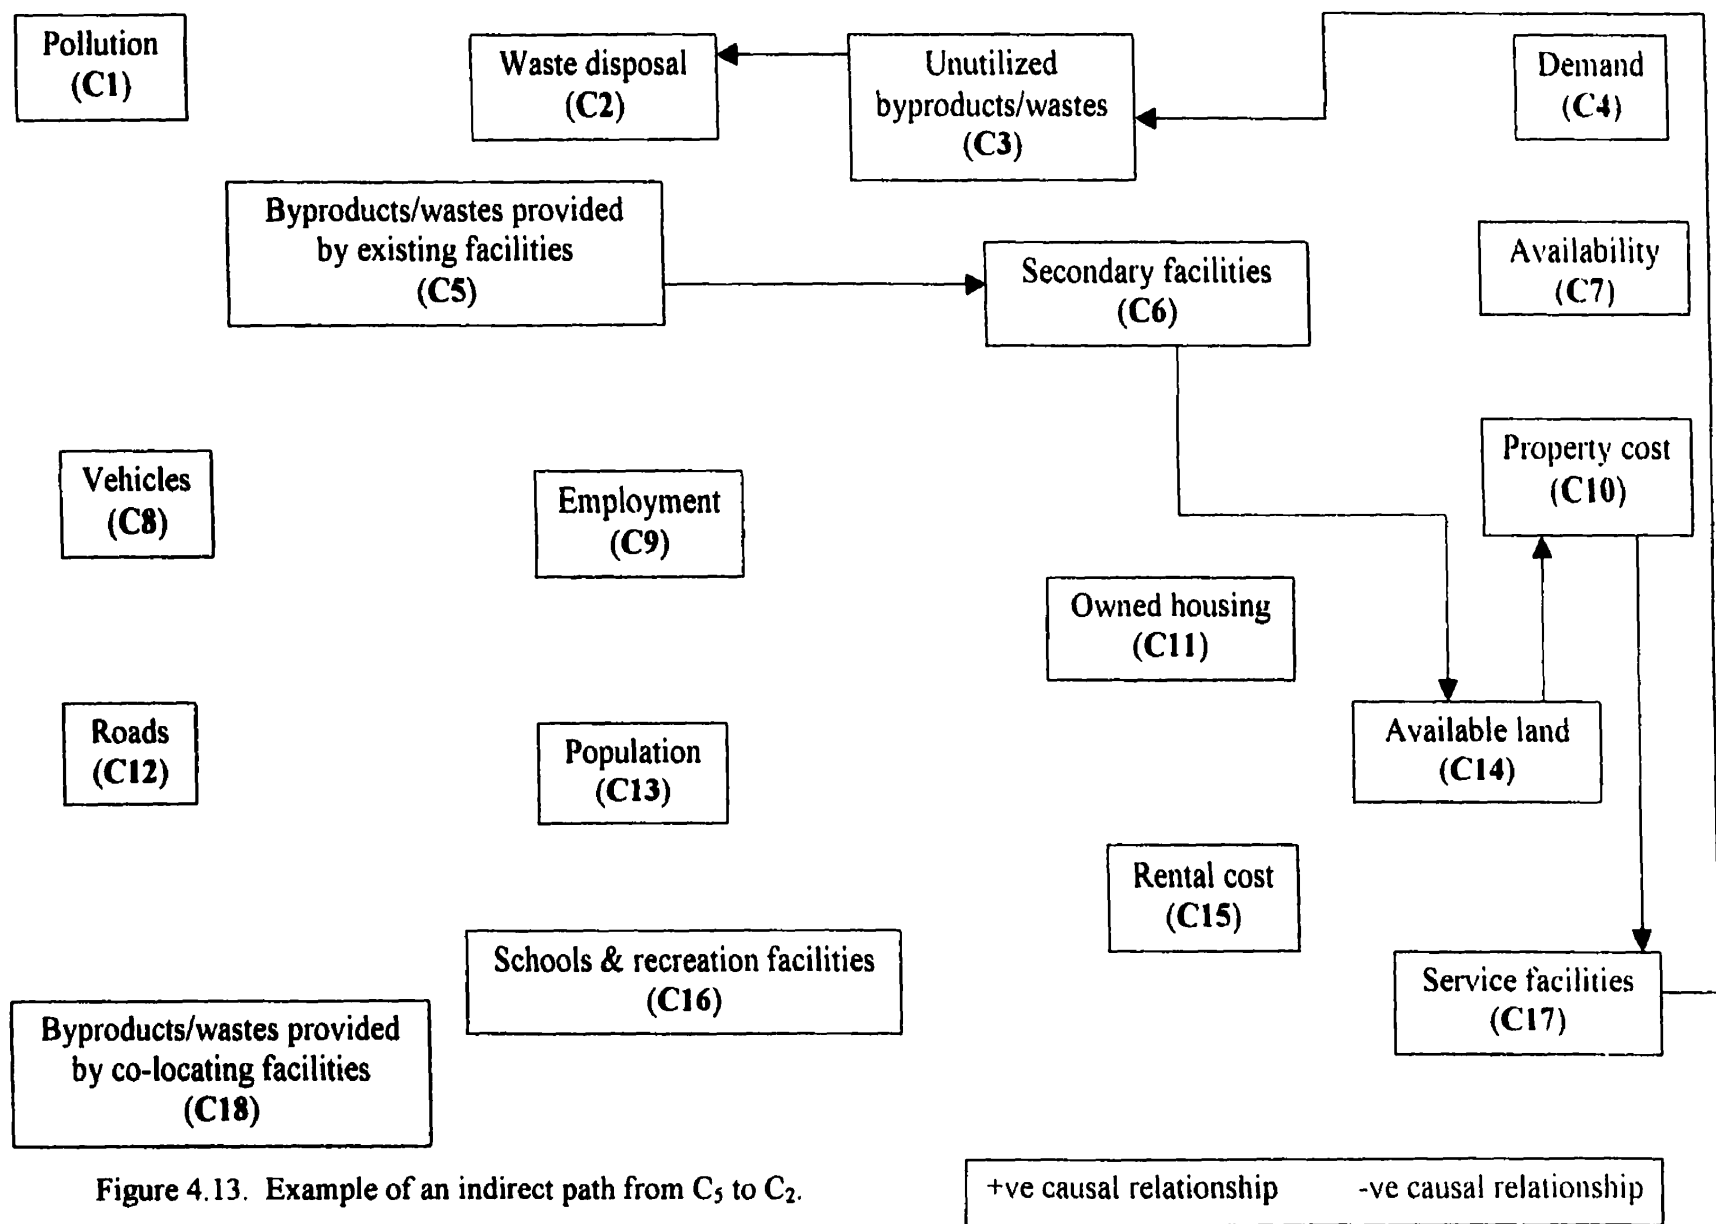 Pollution
(C1)
Waste disposal
(C2)
Unutilized
byproducts/wastes
(C3)
Demand
(C4)
Byproducts/wastes provided
by existing facilities
(C5)
Secondary facilities
(C6)
Availability
(C7)
Vehicles
(C8)
Employment
(C9)
Property cost
(C10)
Owned housing
(C11)
Roads
(C12)
Population
(C13)
Available land
(C14)
Rental cost
(C15)
Schools & recreation facilities
(C16)
Service facilities
(C17)
Byproducts/wastes provided
by co-locating facilities
(C18)
Figure 4.13. Example of an indirect path from C₅ to C₂.
+ve causal relationship -ve causal relationship